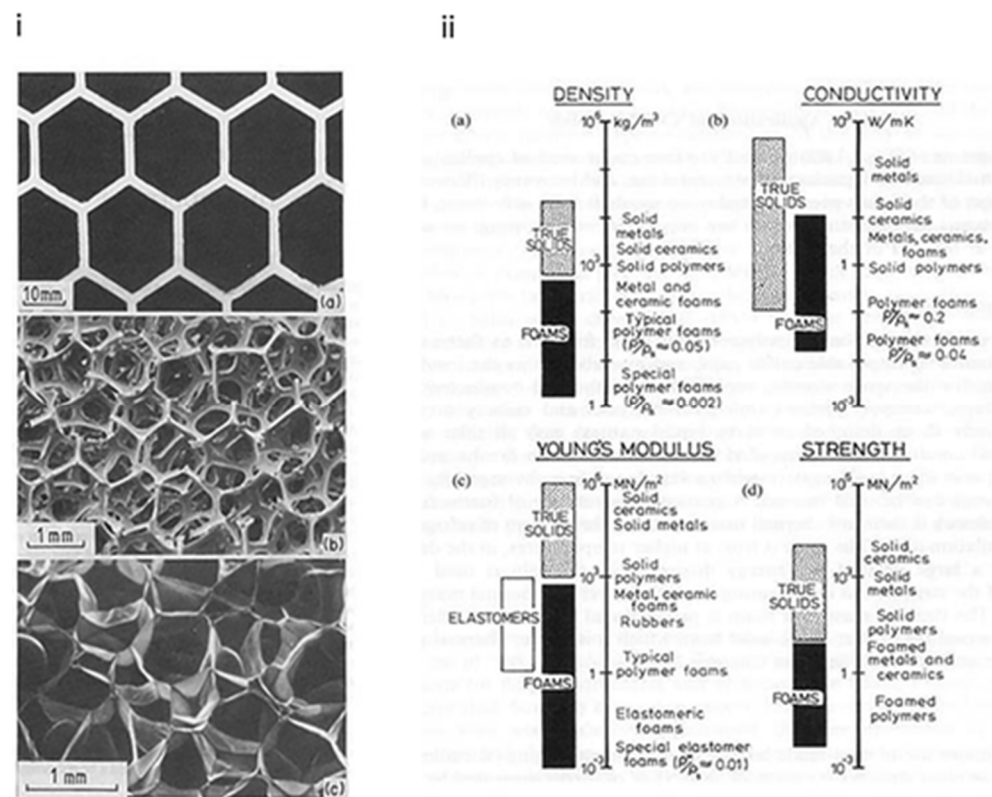 i
10mm
(a)
1 mm
(b)
1 mm
(c)
ii
DENSITY
(a)
10⁶ kg/m³
TRUE
SOLIDS
Solid
metals
Solid ceramics
10³
Solid polymers
Metal and
ceramic foams
FOAMS
Typical
polymer foams
(ρ*/ρs≈0.05)
Special
polymer foams
(ρ*/ρs≈0.002)
1
CONDUCTIVITY
(b)
10³ W/mK
TRUE
SOLIDS
Solid
metals
Solid
ceramics
Metals, ceramics,
foams
1
Solid polymers
FOAMS
Polymer foams
ρ*/ρs≈0.2
Polymer foams
ρ*/ρs≈0.04
10⁻³
YOUNGS MODULUS
(c)
10⁶ MN/m²
TRUE
SOLIDS
Solid
ceramics
Solid metals
Solid
polymers
10³
Metal, ceramic
foams
ELASTOMERS
Rubbers
Typical
polymer foams
1
FOAMS
Elastomeric
foams
Special elastomer
foams (ρ*/ρs≈0.01)
10⁻³
STRENGTH
(d)
10⁶ MN/m²
TRUE
SOLIDS
Solid,
ceramics
10³
Solid
metals
Solid
polymers
Foamed
metals and
ceramics
1
FOAMS
Foamed
polymers
10⁻³